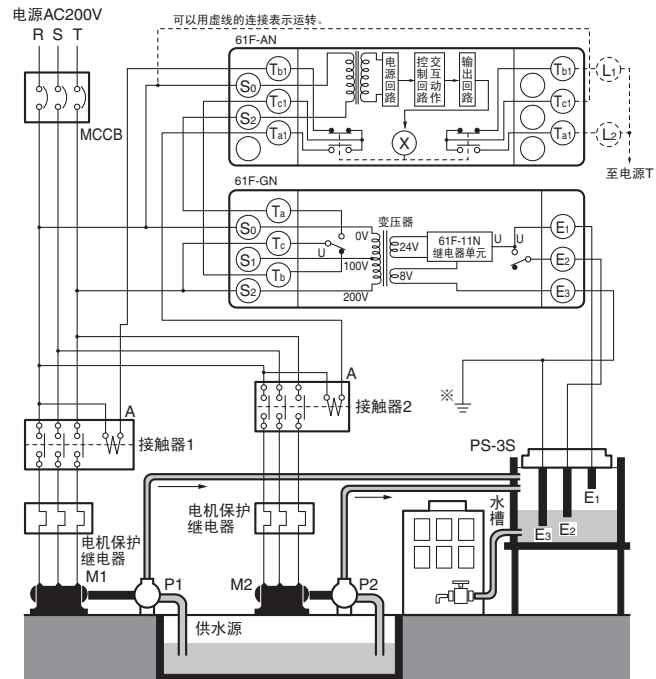 电源AC200V
R S T
可以用虚线的连接表示运转。
61F-AN
Tb1
S0
Tc1
S2
Ta1
电源回路
控制回路
交互动作
输出回路
X
Tb1
Tc1
Ta1
L1
L2
至电源T
MCCB
61F-GN
Ta
S0
Tc
S1
Tb
S2
U
变压器
0V
100V
200V
24V
8V
61F-11N
继电器单元
U
U
E1
E2
E3
※
A
接触器1
A
接触器2
PS-3S
E1
E2
E3
水槽
电机保护
继电器
电机保护
继电器
M1
P1
M2
P2
供水源